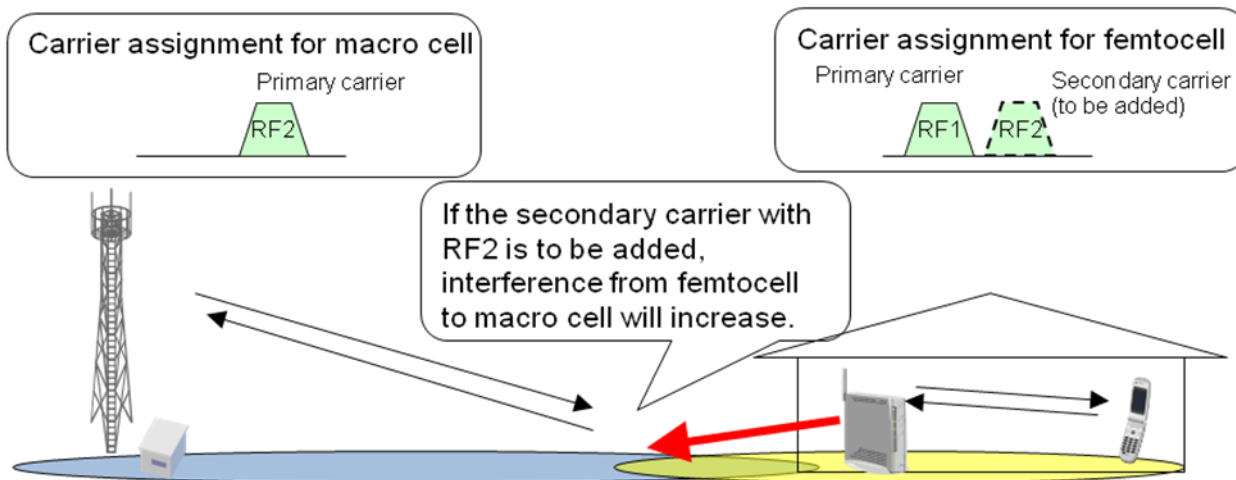 Carrier assignment for macro cell
Primary carrier
RF2
Carrier assignment for femtocell
Primary carrier
Secondary carrier
(to be added)
RF1
RF2
If the secondary carrier with
RF2 is to be added,
interference from femtocell
to macro cell will increase.